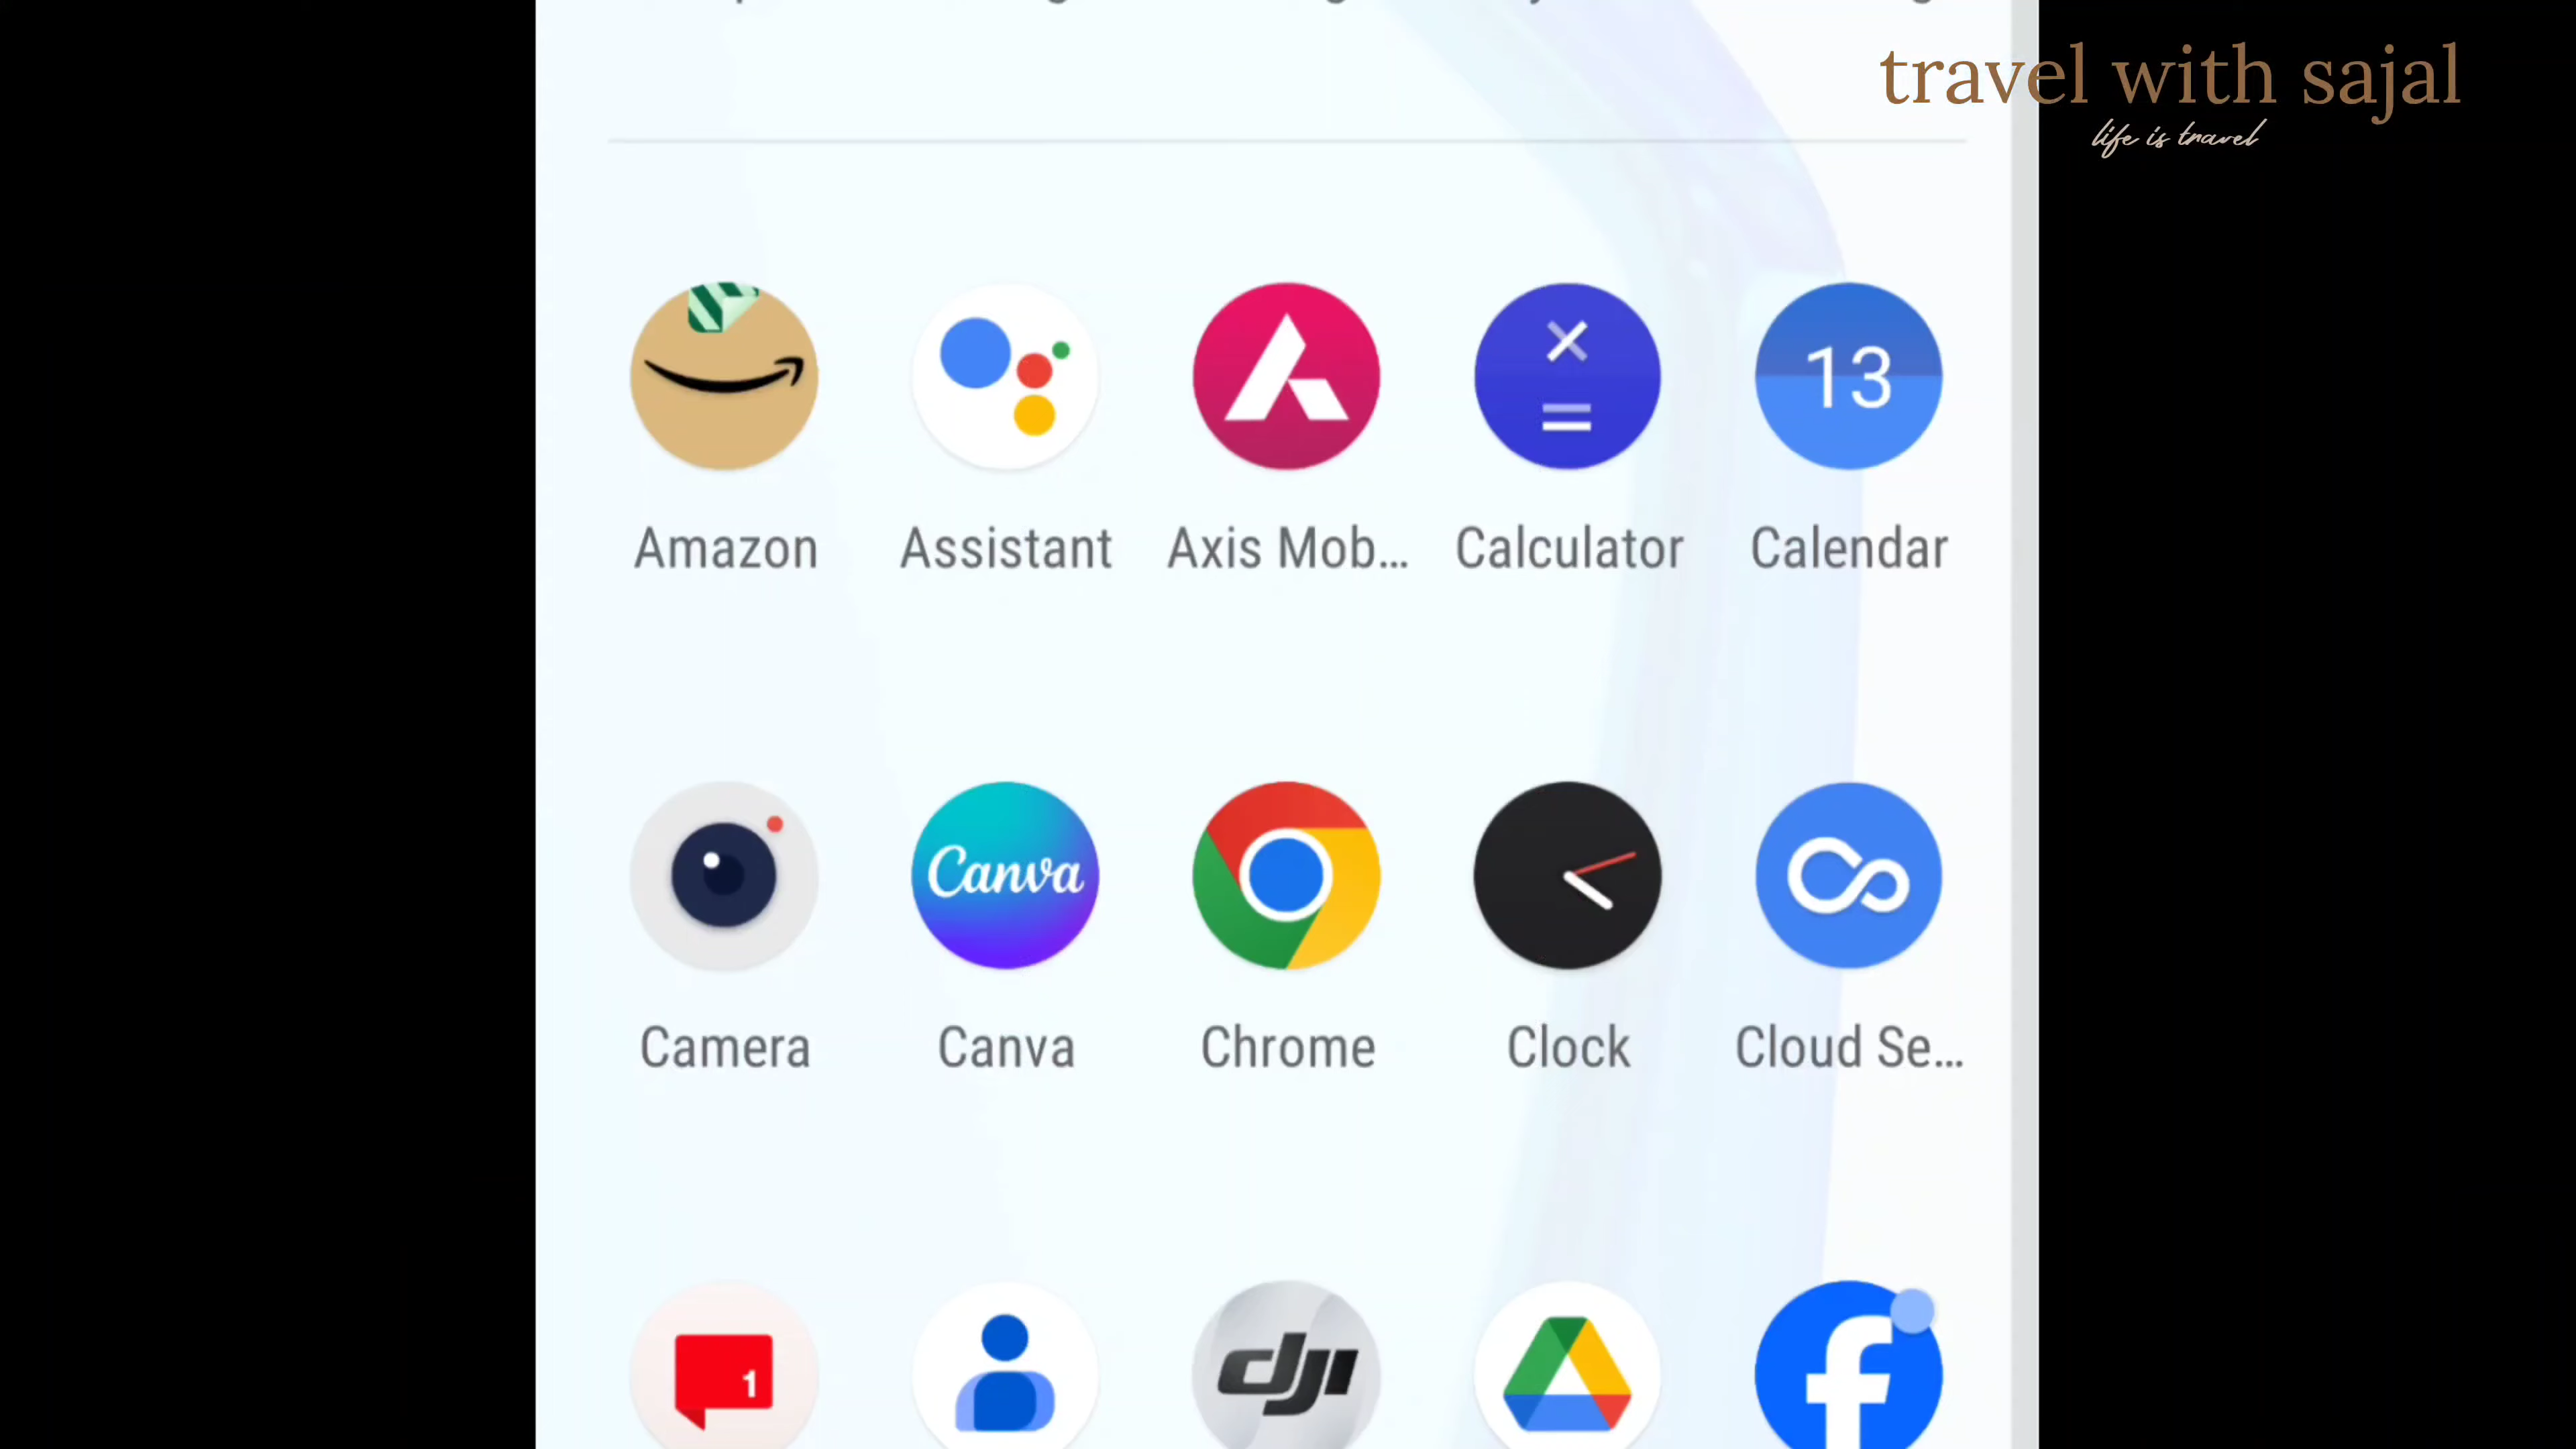 travel with sajal
life is travel
13
Amazon
Assistant
Axis Mob...
Calculator
Calendar
Canva
Camera
Canva
Chrome
Clock
Cloud Se...
1
dji